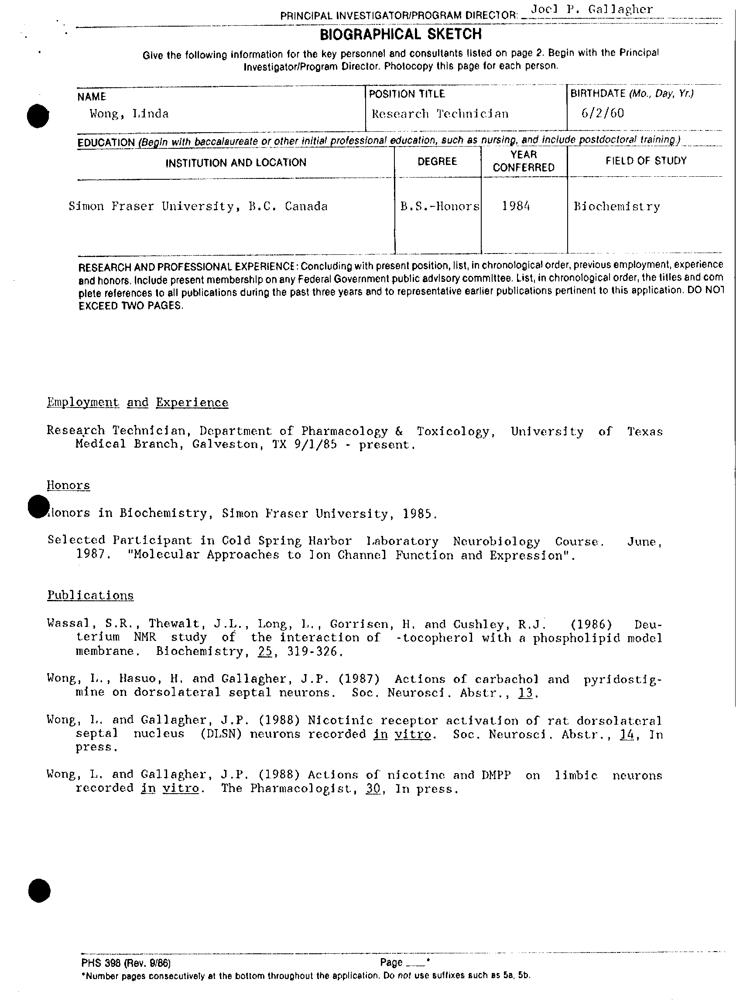 PRINCIPAL INVESTIGATOR/PROGRAM DIRECTOR: Joel P. Gallagher
BIOGRAPHICAL SKETCH
Give the following information for the key personnel and consultants listed on page 2. Begin with the Principal
Investigator/Program Director. Photocopy this page for each person.
NAME POSITION TITLE BIRTHDATE (Mo., Day, Yr.)
Wong, Linda Research Technician 6/2/60
EDUCATION (Begin with baccalaureate or other initial professional education, such as nursing, and include postdoctoral training.)
INSTITUTION AND LOCATION DEGREE YEAR CONFERRED FIELD OF STUDY
Simon Fraser University, B.C. Canada B.S.-Honors 1984 Biochemistry
RESEARCH AND PROFESSIONAL EXPERIENCE: Concluding with present position, list, in chronological order, previous employment, experience
and honors. Include present membership on any Federal Government public advisory committee. List, in chronological order, the titles and com
plete references to all publications during the past three years and to representative earlier publications pertinent to this application. DO NOT
EXCEED TWO PAGES.
Employment and Experience
Research Technician, Department of Pharmacology & Toxicology, University of Texas
Medical Branch, Galveston, TX 9/1/85 - present.
Honors
Honors in Biochemistry, Simon Fraser University, 1985.
Selected Participant in Cold Spring Harbor Laboratory Neurobiology Course. June,
1987. "Molecular Approaches to Ion Channel Function and Expression".
Publications
Wassal, S.R., Thewalt, J.L., Long, L., Gorrisen, H. and Cushley, R.J. (1986) Deu-
terium NMR study of the interaction of -tocopherol with a phospholipid model
membrane. Biochemistry, 25, 319-326.
Wong, L., Hasuo, H. and Gallagher, J.P. (1987) Actions of carbachol and pyridostig-
mine on dorsolateral septal neurons. Soc. Neurosci. Abstr., 13.
Wong, L. and Gallagher, J.P. (1988) Nicotinic receptor activation of rat dorsolateral
septal nucleus (DLSN) neurons recorded in vitro. Soc. Neurosci. Abstr., 14, In
press.
Wong, L. and Gallagher, J.P. (1988) Actions of nicotine and DMPP on limbic neurons
recorded in vitro. The Pharmacologist, 30, In press.
PHS 398 (Rev. 9/86) Page ___*
*Number pages consecutively at the bottom throughout the application. Do not use suffixes such as 5a, 5b.